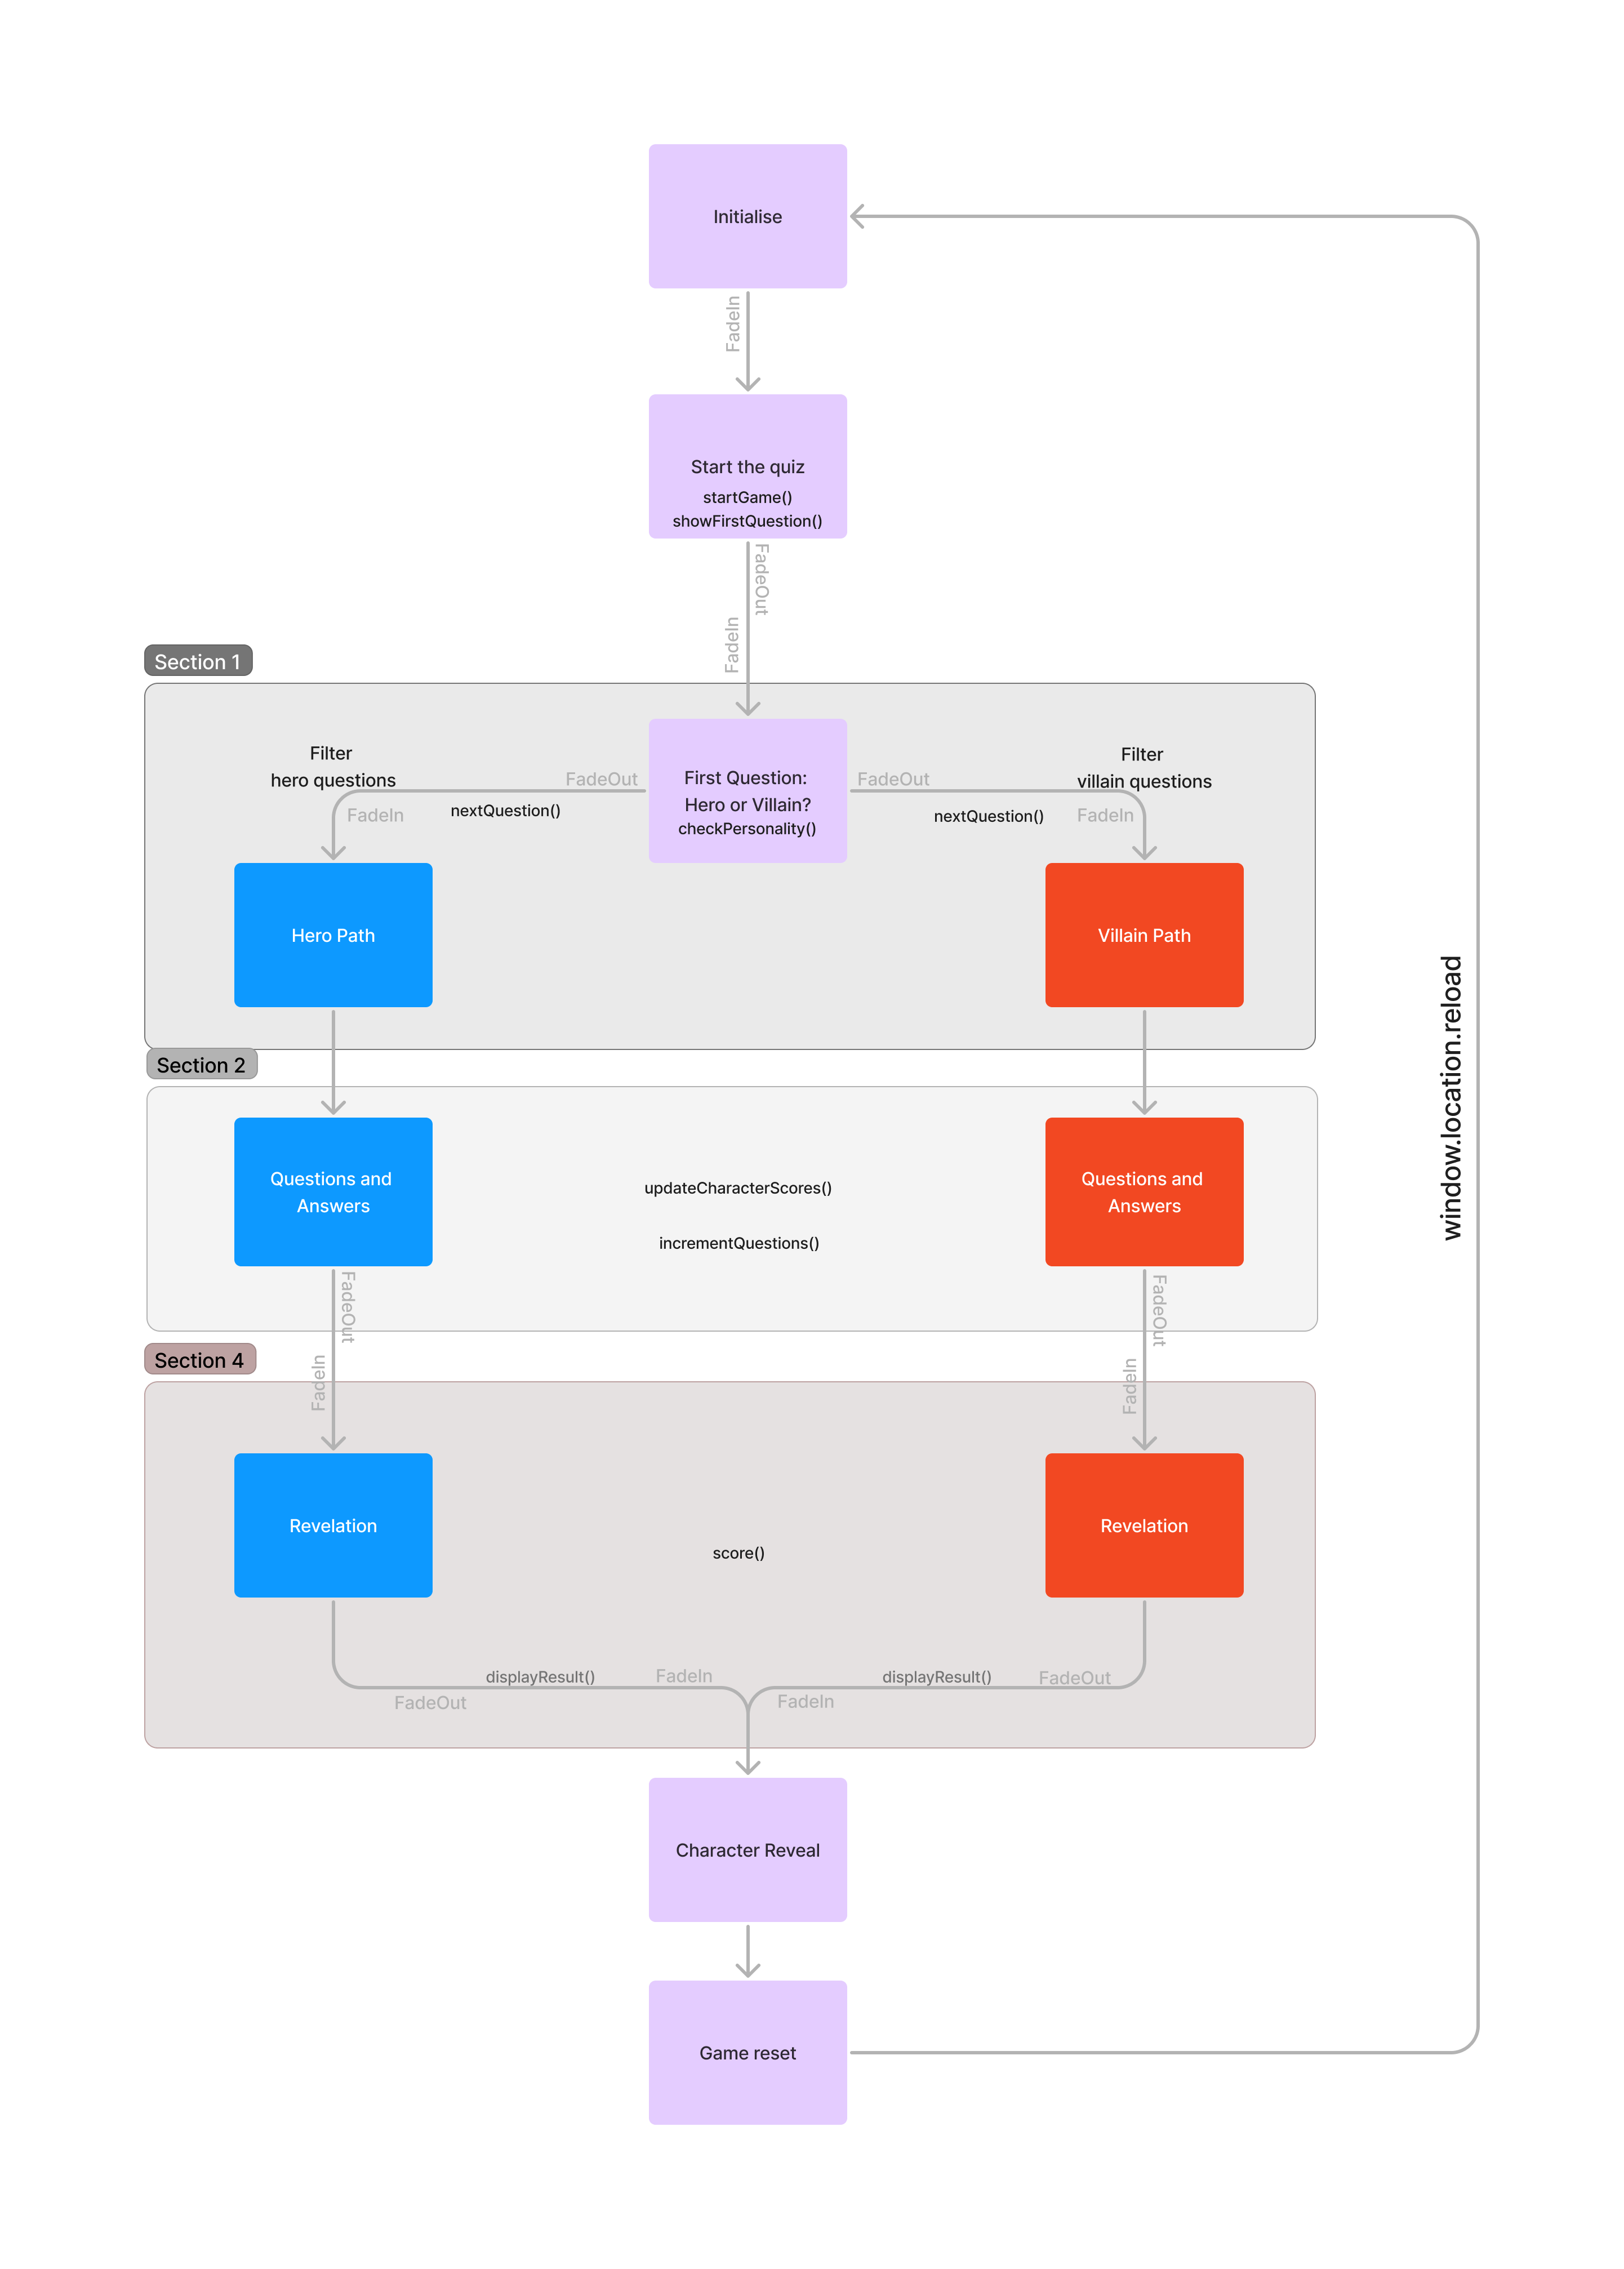 Initialise
FadeIn
Start the quiz
startGame()
showFirstQuestion()
FadeOut
FadeIn
Section 1
Filter
hero questions
FadeOut
FadeIn
nextQuestion()
First Question:
Hero or Villain?
checkPersonality()
Filter
villain questions
FadeOut
nextQuestion()
FadeIn
Hero Path
Villain Path
window.location.reload
Section 2
Questions and
Answers
updateCharacterScores()
incrementQuestions()
Questions and
Answers
FadeOut
FadeOut
Section 4
FadeIn
FadeIn
Revelation
score()
Revelation
displayResult()
FadeIn
FadeOut
displayResult()
FadeOut
FadeIn
Character Reveal
Game reset